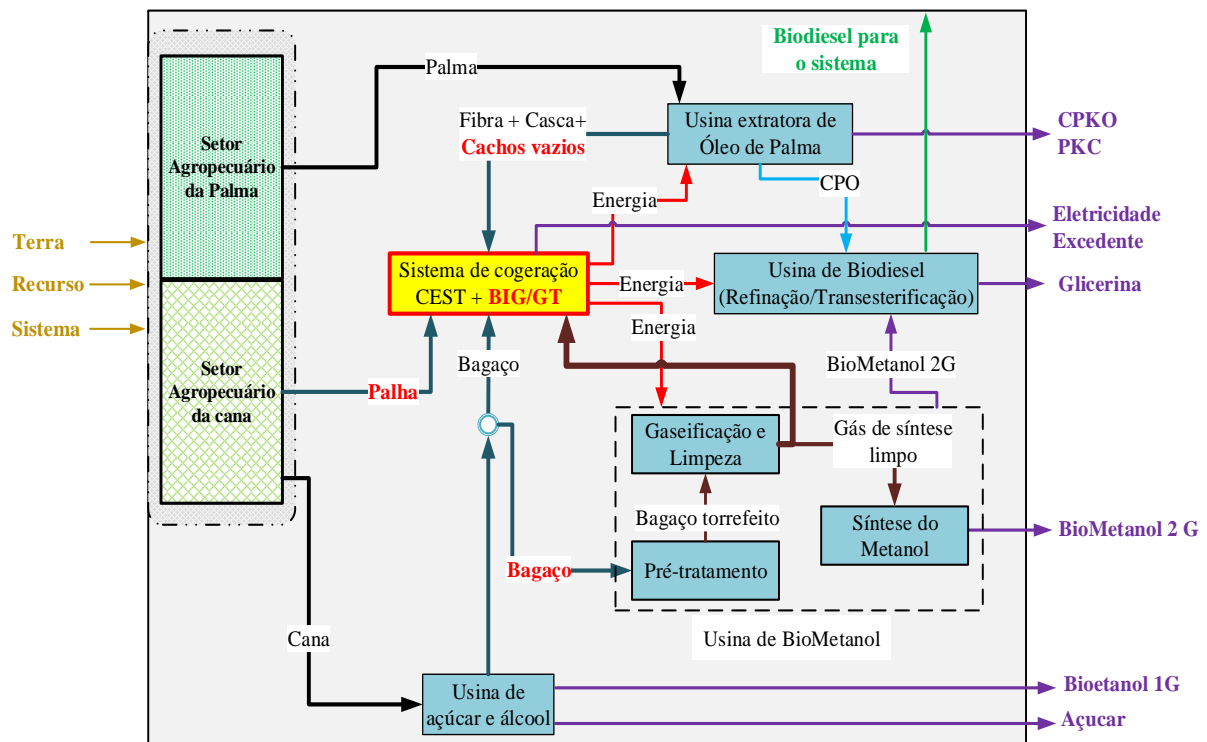 Biodiesel para
o sistema
Palma
Usina extratora de
Óleo de Palma
CPKO
PKC
Fibra + Casca+
Cachos vazios
Setor
Agropecuário
da Palma
CPO
Energia
Eletricidade
Excedente
Terra
Recurso
Sistema
Sistema de cogeração
CEST + BIG/GT
Energia
Usina de Biodiesel
(Refinação/Transesterificação)
Glicerina
Energia
Bagaço
BioMetanol 2G
Setor
Agropecuário
da cana
Palha
Gaseificação e
Limpeza
Gás de síntese
limpo
Bagaço torrefeito
Síntese do
Metanol
BioMetanol 2 G
Bagaço
Pré-tratamento
Cana
Usina de BioMetanol
Usina de
açúcar e álcool
Bioetanol 1G
Açucar